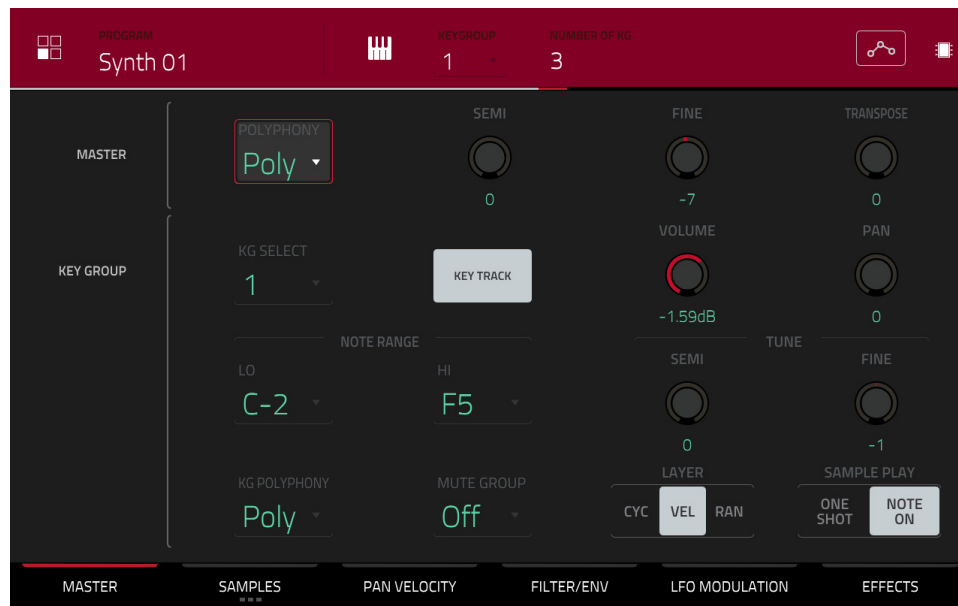 PROGRAM KEYGROUP NUMBER OF KG
Synth 01 1 3
MASTER
POLYPHONY
Poly
SEMI
0
FINE
-7
TRANSPOSE
0
KEY GROUP
KG SELECT
1
KEY TRACK
VOLUME
-1.59dB
PAN
0
NOTE RANGE
LO
C-2
HI
F5
TUNE
SEMI
0
FINE
-1
KG POLYPHONY
Poly
MUTE GROUP
Off
LAYER
CYC VEL RAN
SAMPLE PLAY
ONE SHOT
NOTE ON
MASTER SAMPLES PAN VELOCITY FILTER/ENV LFO MODULATION EFFECTS